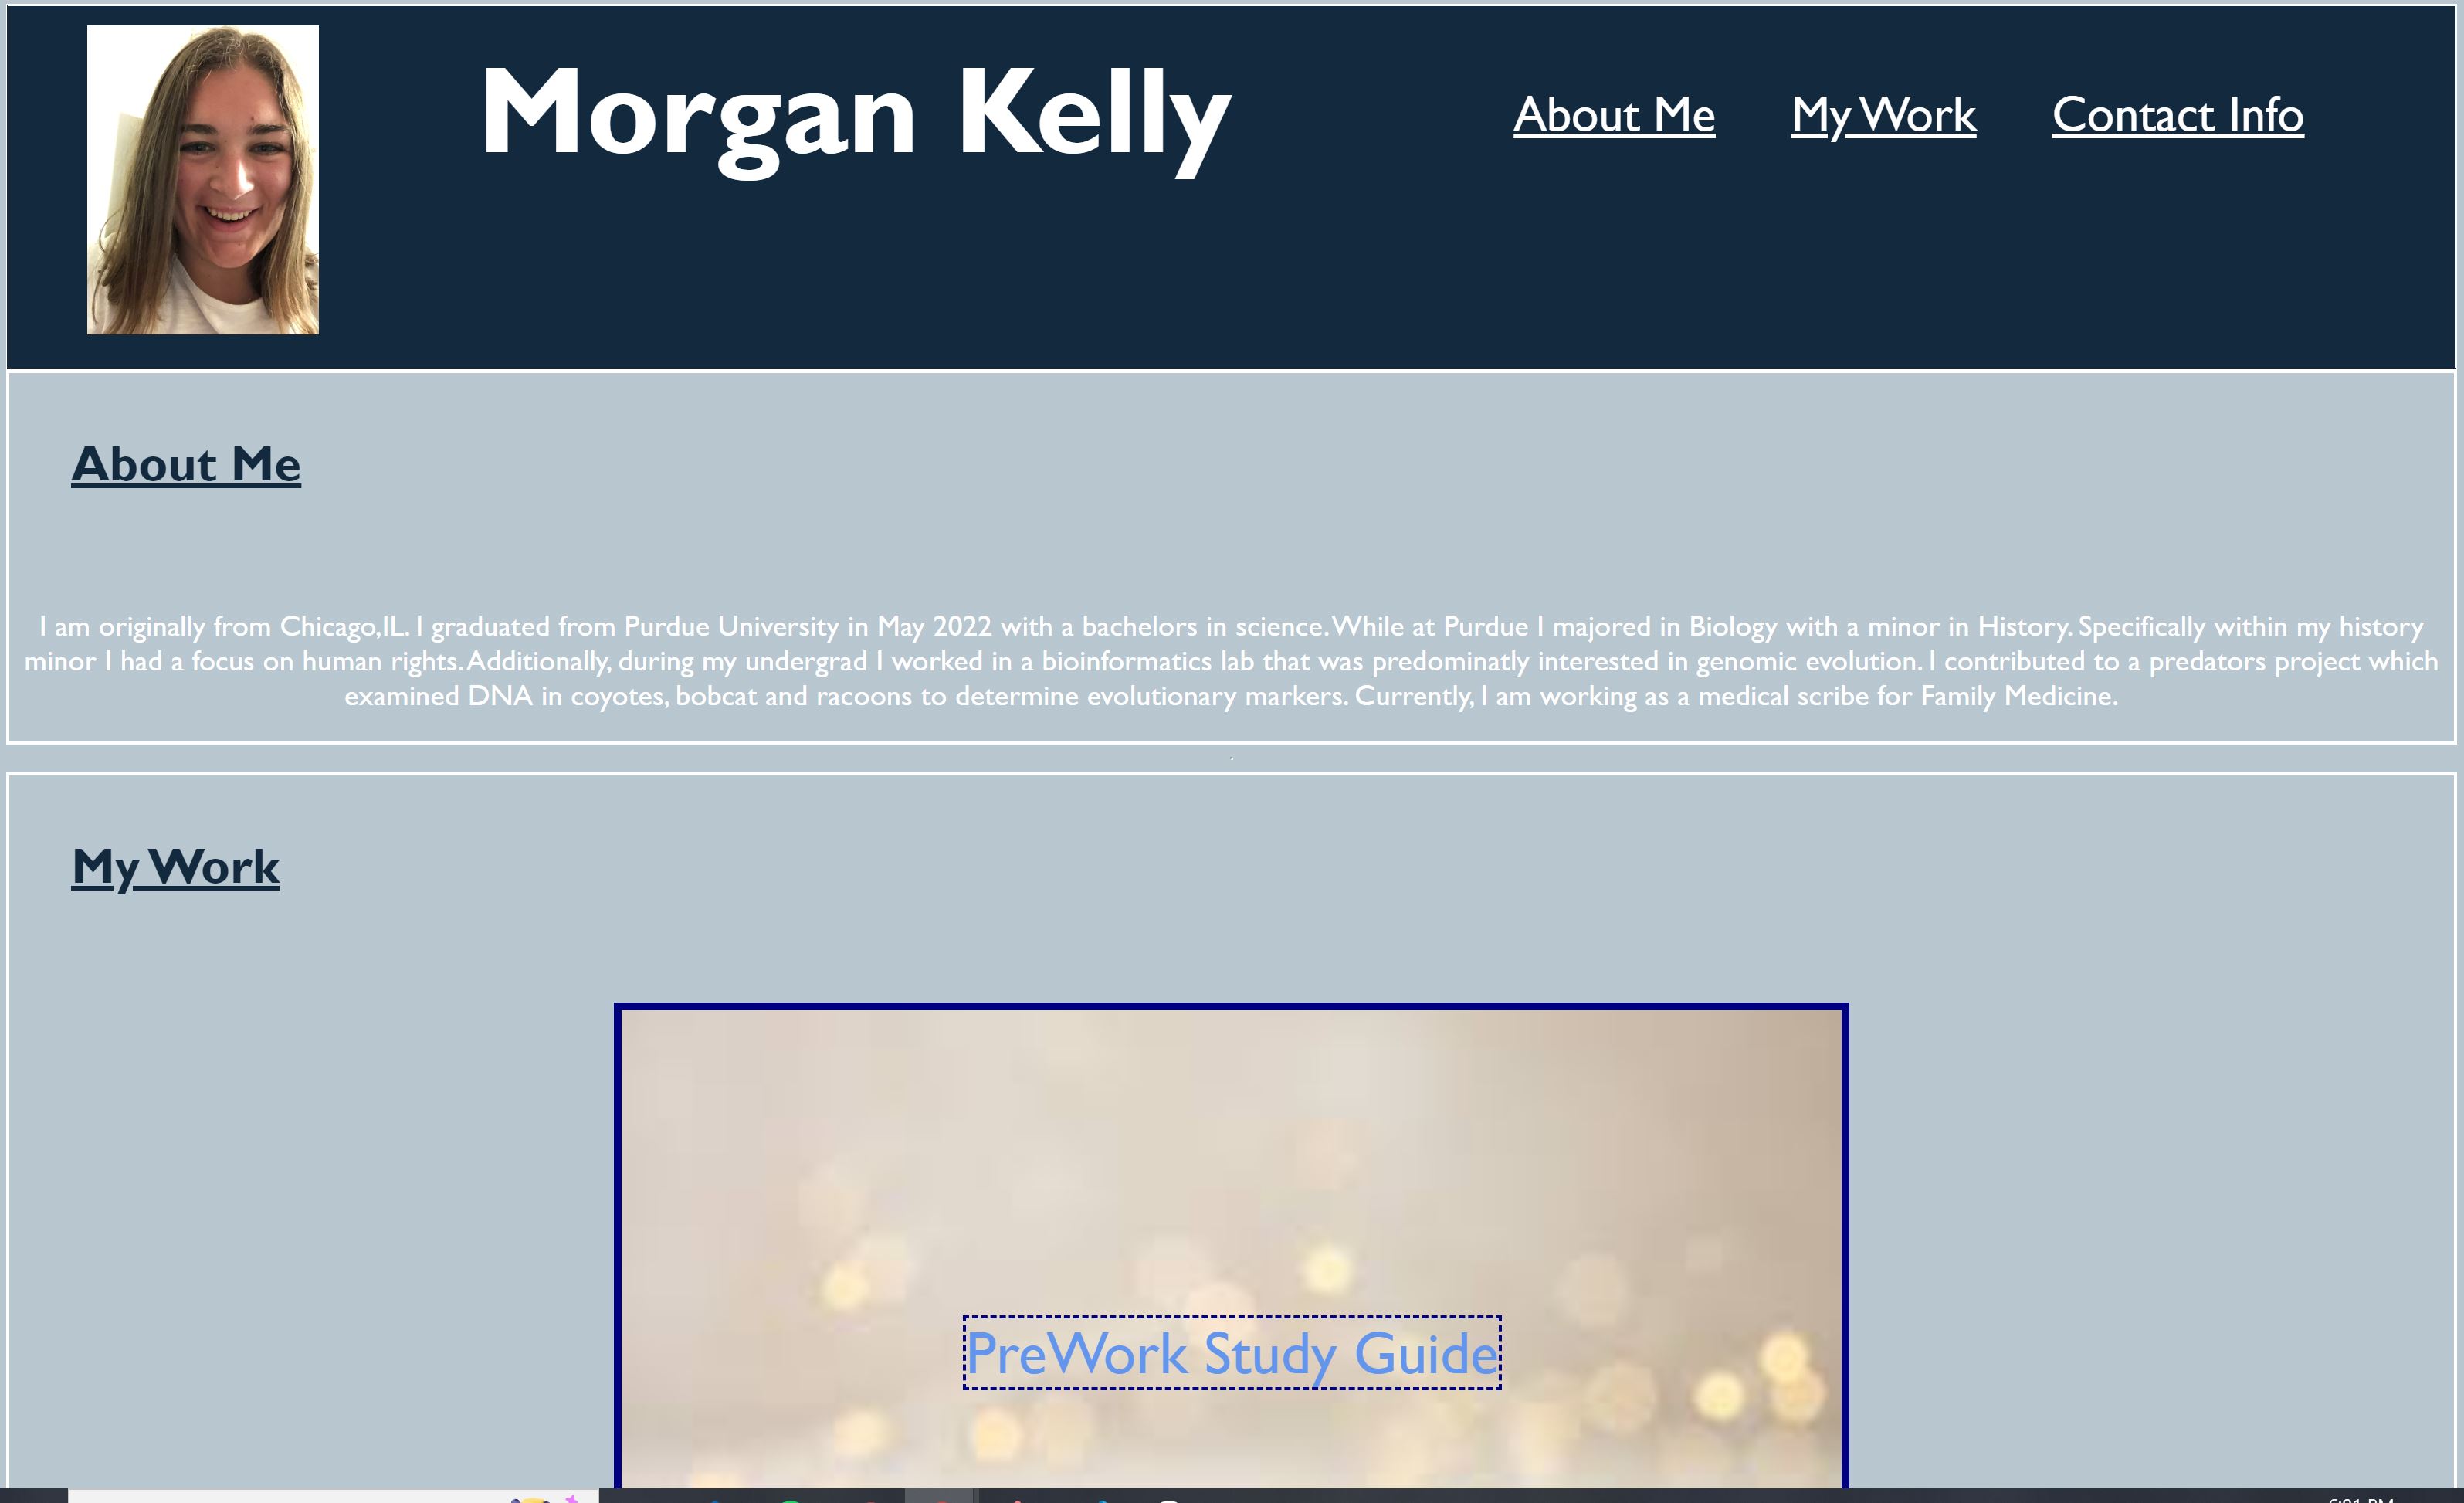 Morgan Kelly
About Me My Work Contact Info
About Me
I am originally from Chicago,IL. I graduated from Purdue University in May 2022 with a bachelors in science. While at Purdue I majored in Biology with a minor in History. Specifically within my history
minor I had a focus on human rights. Additionally, during my undergrad I worked in a bioinformatics lab that was predominatly interested in genomic evolution. I contributed to a predators project which
examined DNA in coyotes, bobcat and racoons to determine evolutionary markers. Currently, I am working as a medical scribe for Family Medicine.
My Work
PreWork Study Guide